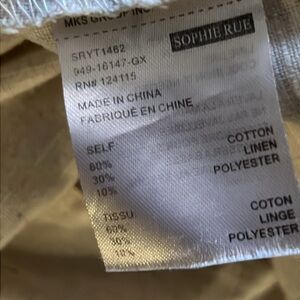 MKS GROUP INC
SOPHIE RUE
SRYT1462
949-16147-GX
RN# 124115
MADE IN CHINA
FABRIQUÉ EN CHINE
SELF
60% COTTON
30% LINEN
10% POLYESTER
TISSU
60% COTON
30% LINGE
10% POLYESTER